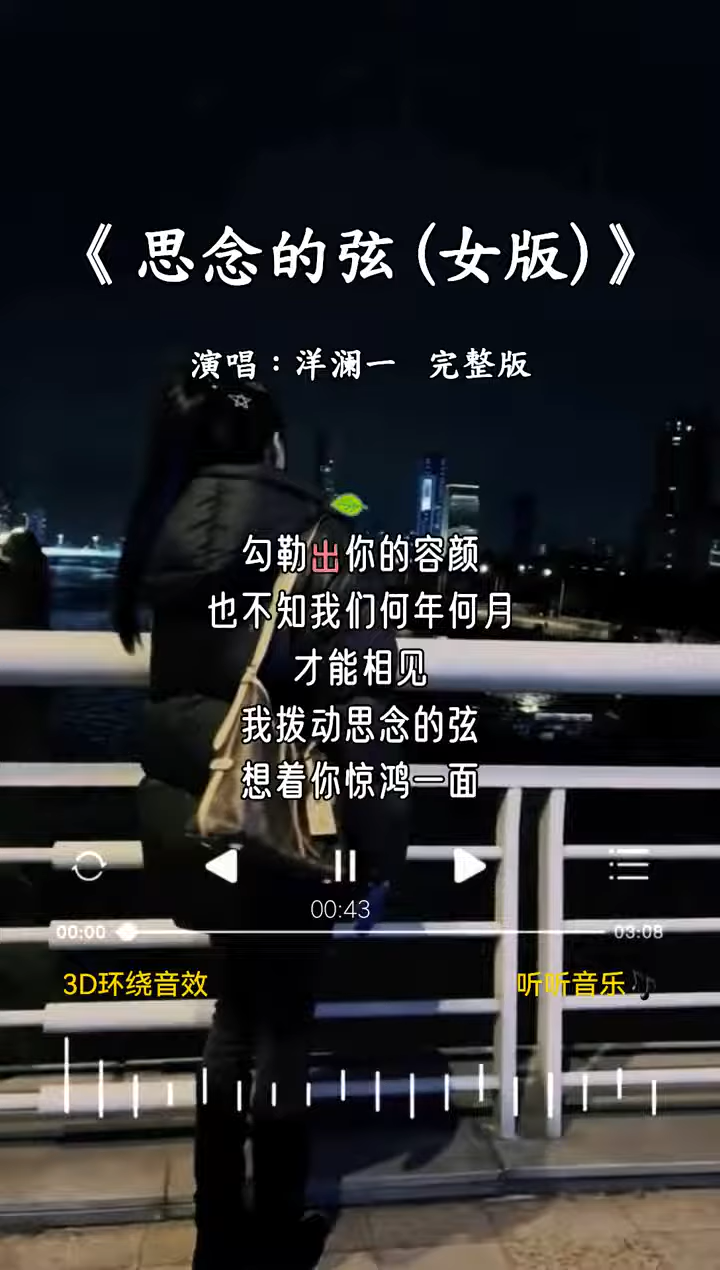 《 思念的弦(女版)》
演唱：洋澜一 完整版
勾勒出你的容颜
也不知我们何年何月
才能相见
我拨动思念的弦
想着你惊鸿一面
00:43
00:00 03:08
3D环绕音效 听听音乐